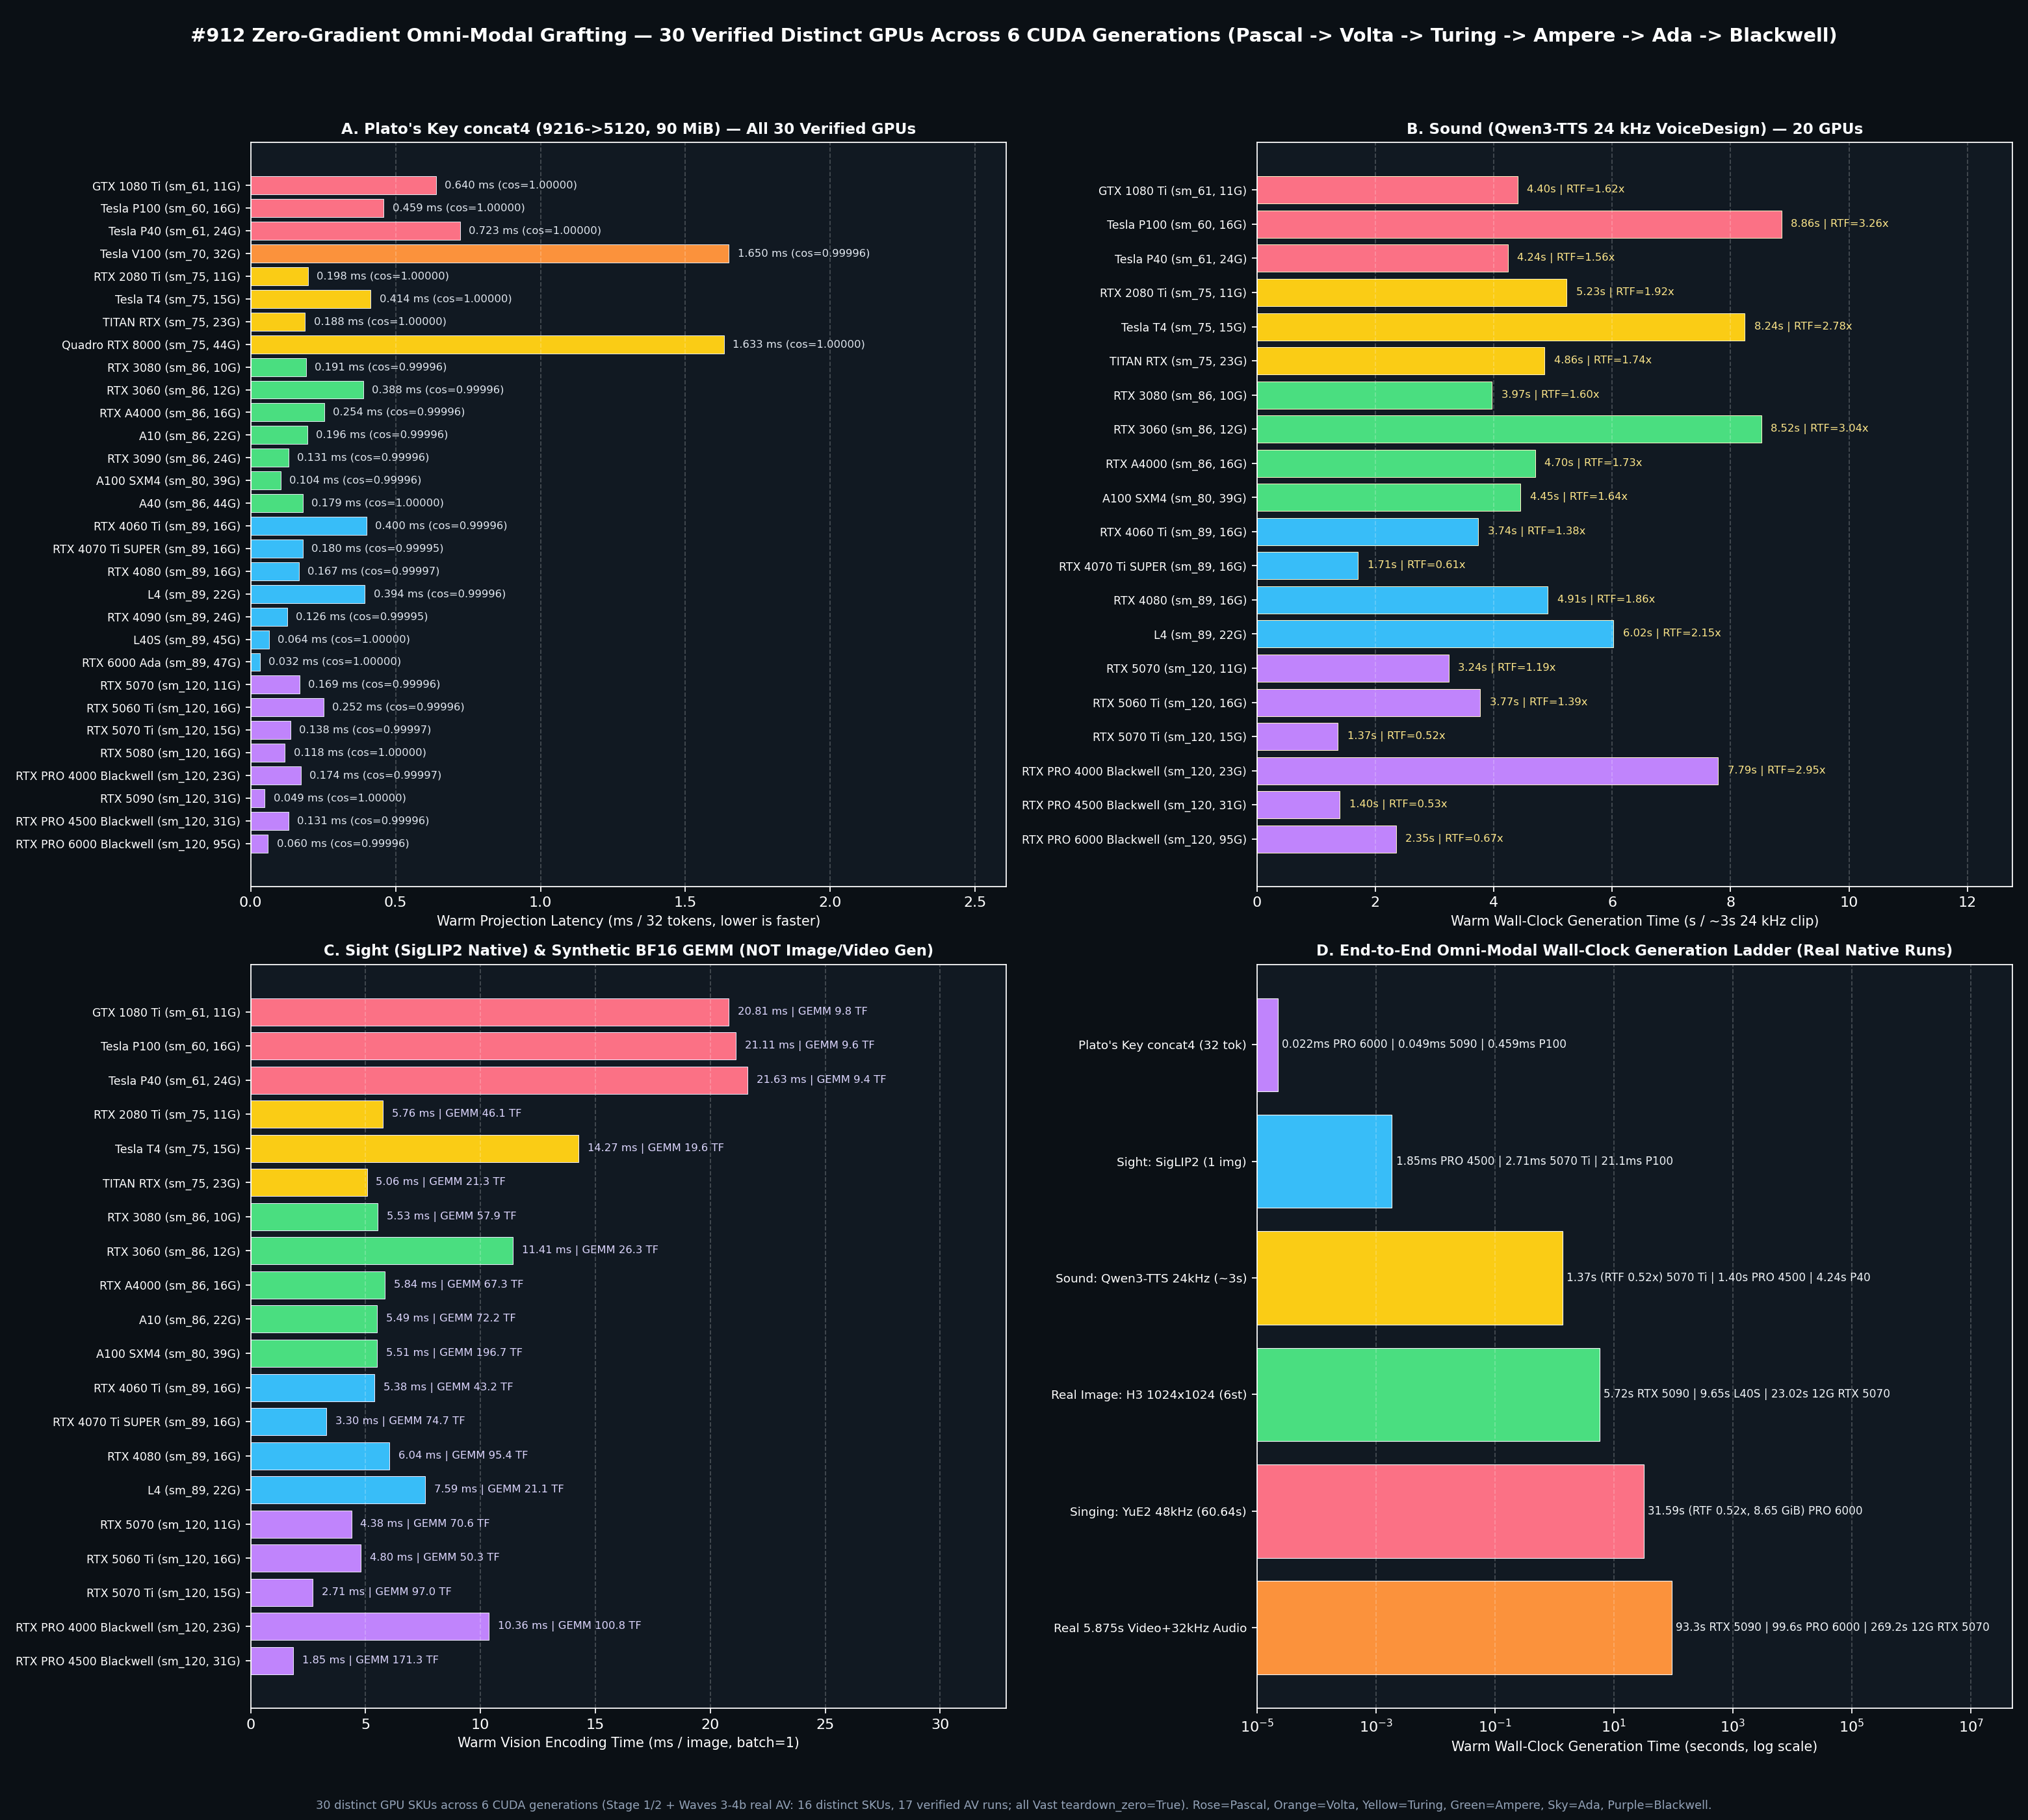 #912 Zero-Gradient Omni-Modal Grafting — 30 Verified Distinct GPUs Across 6 CUDA Generations (Pascal -> Volta -> Turing -> Ampere -> Ada -> Blackwell)
A. Plato's Key concat4 (9216->5120, 90 MiB) — All 30 Verified GPUs
GTX 1080 Ti (sm_61, 11G) 0.640 ms (cos=1.00000)
Tesla P100 (sm_60, 16G) 0.459 ms (cos=1.00000)
Tesla P40 (sm_61, 24G) 0.723 ms (cos=1.00000)
Tesla V100 (sm_70, 32G) 1.650 ms (cos=0.99996)
RTX 2080 Ti (sm_75, 11G) 0.198 ms (cos=1.00000)
Tesla T4 (sm_75, 15G) 0.414 ms (cos=1.00000)
TITAN RTX (sm_75, 23G) 0.188 ms (cos=1.00000)
Quadro RTX 8000 (sm_75, 44G) 1.633 ms (cos=1.00000)
RTX 3080 (sm_86, 10G) 0.191 ms (cos=0.99996)
RTX 3060 (sm_86, 12G) 0.388 ms (cos=0.99996)
RTX A4000 (sm_86, 16G) 0.254 ms (cos=0.99996)
A10 (sm_86, 22G) 0.196 ms (cos=0.99996)
RTX 3090 (sm_86, 24G) 0.131 ms (cos=0.99996)
A100 SXM4 (sm_80, 39G) 0.104 ms (cos=0.99996)
A40 (sm_86, 44G) 0.179 ms (cos=1.00000)
RTX 4060 Ti (sm_89, 16G) 0.400 ms (cos=0.99996)
RTX 4070 Ti SUPER (sm_89, 16G) 0.180 ms (cos=0.99995)
RTX 4080 (sm_89, 16G) 0.167 ms (cos=0.99997)
L4 (sm_89, 22G) 0.394 ms (cos=0.99996)
RTX 4090 (sm_89, 24G) 0.126 ms (cos=0.99995)
L40S (sm_89, 45G) 0.064 ms (cos=1.00000)
RTX 6000 Ada (sm_89, 47G) 0.032 ms (cos=1.00000)
RTX 5070 (sm_120, 11G) 0.169 ms (cos=0.99996)
RTX 5060 Ti (sm_120, 16G) 0.252 ms (cos=0.99996)
RTX 5070 Ti (sm_120, 15G) 0.138 ms (cos=0.99997)
RTX 5080 (sm_120, 16G) 0.118 ms (cos=1.00000)
RTX PRO 4000 Blackwell (sm_120, 23G) 0.174 ms (cos=0.99997)
RTX 5090 (sm_120, 31G) 0.049 ms (cos=1.00000)
RTX PRO 4500 Blackwell (sm_120, 31G) 0.131 ms (cos=0.99996)
RTX PRO 6000 Blackwell (sm_120, 95G) 0.060 ms (cos=0.99996)
0.0 0.5 1.0 1.5 2.0 2.5
Warm Projection Latency (ms / 32 tokens, lower is faster)
B. Sound (Qwen3-TTS 24 kHz VoiceDesign) — 20 GPUs
GTX 1080 Ti (sm_61, 11G) 4.40s | RTF=1.62x
Tesla P100 (sm_60, 16G) 8.86s | RTF=3.26x
Tesla P40 (sm_61, 24G) 4.24s | RTF=1.56x
RTX 2080 Ti (sm_75, 11G) 5.23s | RTF=1.92x
Tesla T4 (sm_75, 15G) 8.24s | RTF=2.78x
TITAN RTX (sm_75, 23G) 4.86s | RTF=1.74x
RTX 3080 (sm_86, 10G) 3.97s | RTF=1.60x
RTX 3060 (sm_86, 12G) 8.52s | RTF=3.04x
RTX A4000 (sm_86, 16G) 4.70s | RTF=1.73x
A100 SXM4 (sm_80, 39G) 4.45s | RTF=1.64x
RTX 4060 Ti (sm_89, 16G) 3.74s | RTF=1.38x
RTX 4070 Ti SUPER (sm_89, 16G) 1.71s | RTF=0.61x
RTX 4080 (sm_89, 16G) 4.91s | RTF=1.86x
L4 (sm_89, 22G) 6.02s | RTF=2.15x
RTX 5070 (sm_120, 11G) 3.24s | RTF=1.19x
RTX 5060 Ti (sm_120, 16G) 3.77s | RTF=1.39x
RTX 5070 Ti (sm_120, 15G) 1.37s | RTF=0.52x
RTX PRO 4000 Blackwell (sm_120, 23G) 7.79s | RTF=2.95x
RTX PRO 4500 Blackwell (sm_120, 31G) 1.40s | RTF=0.53x
RTX PRO 6000 Blackwell (sm_120, 95G) 2.35s | RTF=0.67x
0 2 4 6 8 10 12
Warm Wall-Clock Generation Time (s / ~3s 24 kHz clip)
C. Sight (SigLIP2 Native) & Synthetic BF16 GEMM (NOT Image/Video Gen)
GTX 1080 Ti (sm_61, 11G) 20.81 ms | GEMM 9.8 TF
Tesla P100 (sm_60, 16G) 21.11 ms | GEMM 9.6 TF
Tesla P40 (sm_61, 24G) 21.63 ms | GEMM 9.4 TF
RTX 2080 Ti (sm_75, 11G) 5.76 ms | GEMM 46.1 TF
Tesla T4 (sm_75, 15G) 14.27 ms | GEMM 19.6 TF
TITAN RTX (sm_75, 23G) 5.06 ms | GEMM 21.3 TF
RTX 3080 (sm_86, 10G) 5.53 ms | GEMM 57.9 TF
RTX 3060 (sm_86, 12G) 11.41 ms | GEMM 26.3 TF
RTX A4000 (sm_86, 16G) 5.84 ms | GEMM 67.3 TF
A10 (sm_86, 22G) 5.49 ms | GEMM 72.2 TF
A100 SXM4 (sm_80, 39G) 5.51 ms | GEMM 196.7 TF
RTX 4060 Ti (sm_89, 16G) 5.38 ms | GEMM 43.2 TF
RTX 4070 Ti SUPER (sm_89, 16G) 3.30 ms | GEMM 74.7 TF
RTX 4080 (sm_89, 16G) 6.04 ms | GEMM 95.4 TF
L4 (sm_89, 22G) 7.59 ms | GEMM 21.1 TF
RTX 5070 (sm_120, 11G) 4.38 ms | GEMM 70.6 TF
RTX 5060 Ti (sm_120, 16G) 4.80 ms | GEMM 50.3 TF
RTX 5070 Ti (sm_120, 15G) 2.71 ms | GEMM 97.0 TF
RTX PRO 4000 Blackwell (sm_120, 23G) 10.36 ms | GEMM 100.8 TF
RTX PRO 4500 Blackwell (sm_120, 31G) 1.85 ms | GEMM 171.3 TF
0 5 10 15 20 25 30
Warm Vision Encoding Time (ms / image, batch=1)
D. End-to-End Omni-Modal Wall-Clock Generation Ladder (Real Native Runs)
Plato's Key concat4 (32 tok) 0.022ms PRO 6000 | 0.049ms 5090 | 0.459ms P100
Sight: SigLIP2 (1 img) 1.85ms PRO 4500 | 2.71ms 5070 Ti | 21.1ms P100
Sound: Qwen3-TTS 24kHz (~3s) 1.37s (RTF 0.52x) 5070 Ti | 1.40s PRO 4500 | 4.24s P40
Real Image: H3 1024x1024 (6st) 5.72s RTX 5090 | 9.65s L40S | 23.02s 12G RTX 5070
Singing: YuE2 48kHz (60.64s) 31.59s (RTF 0.52x, 8.65 GiB) PRO 6000
Real 5.875s Video+32kHz Audio 93.3s RTX 5090 | 99.6s PRO 6000 | 269.2s 12G RTX 5070
10⁻⁵ 10⁻³ 10⁻¹ 10¹ 10³ 10⁵ 10⁷
Warm Wall-Clock Generation Time (seconds, log scale)
30 distinct GPU SKUs across 6 CUDA generations (Stage 1/2 + Waves 3-4b real AV: 16 distinct SKUs, 17 verified AV runs; all Vast teardown_zero=True). Rose=Pascal, Orange=Volta, Yellow=Turing, Green=Ampere, Sky=Ada, Purple=Blackwell.